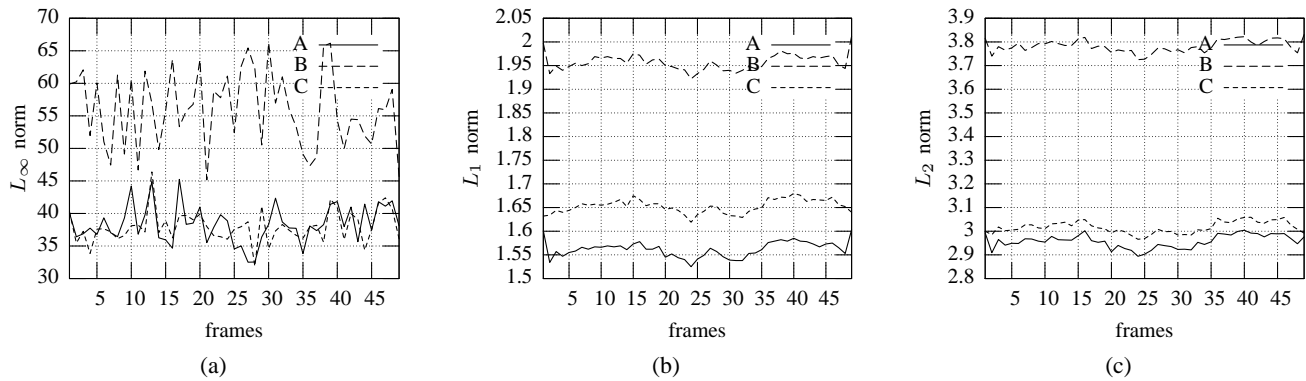 70
65
60
55
50
45
40
35
30
L∞ norm
A
B
C
5 10 15 20 25 30 35 40 45
frames
(a)
2.05
2
1.95
1.9
1.85
1.8
1.75
1.7
1.65
1.6
1.55
1.5
L1 norm
A
B
C
5 10 15 20 25 30 35 40 45
frames
(b)
3.9
3.8
3.7
3.6
3.5
3.4
3.3
3.2
3.1
3
2.9
2.8
L2 norm
A
B
C
5 10 15 20 25 30 35 40 45
frames
(c)